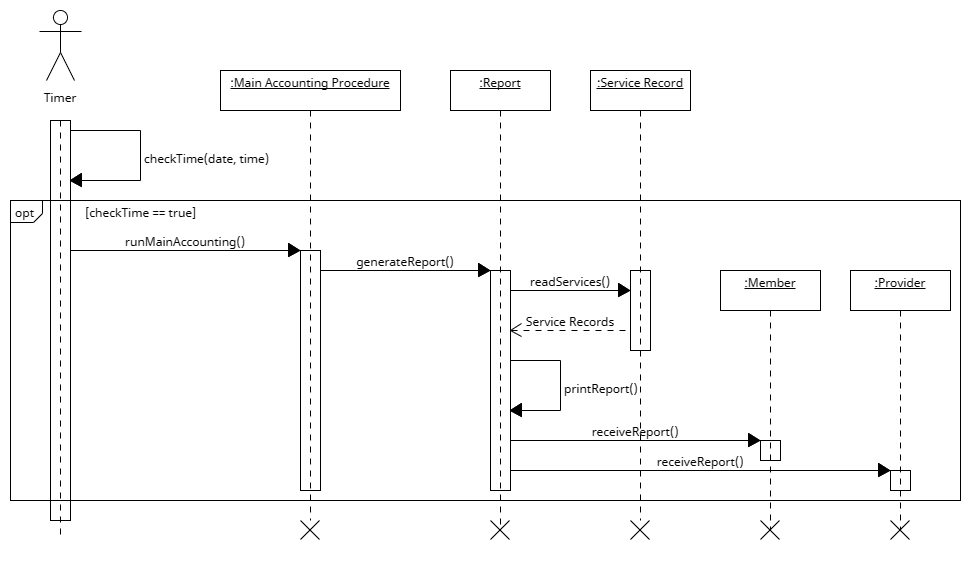 Timer
:Main Accounting Procedure
:Report
:Service Record
checkTime(date, time)
opt
[checkTime == true]
runMainAccounting()
generateReport()
readServices()
:Member
:Provider
Service Records
printReport()
receiveReport()
receiveReport()